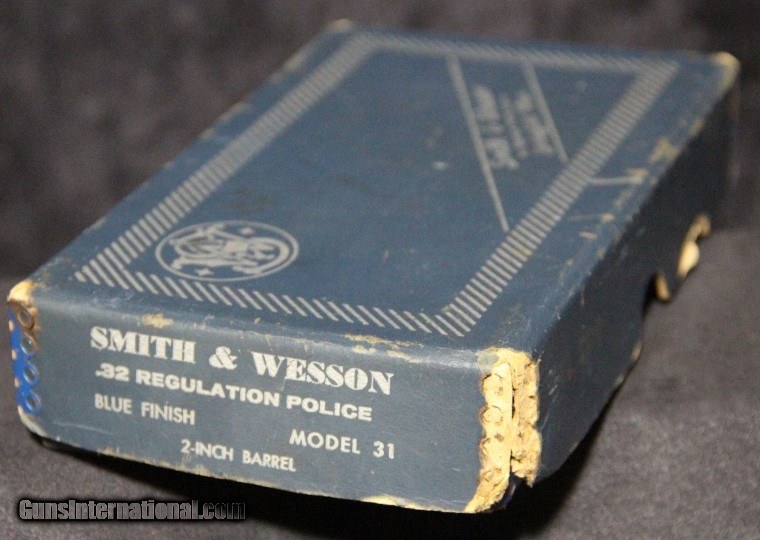 SMITH & WESSON
.32 REGULATION POLICE
BLUE FINISH
MODEL 31
2-INCH BARREL
GunsInternational.com